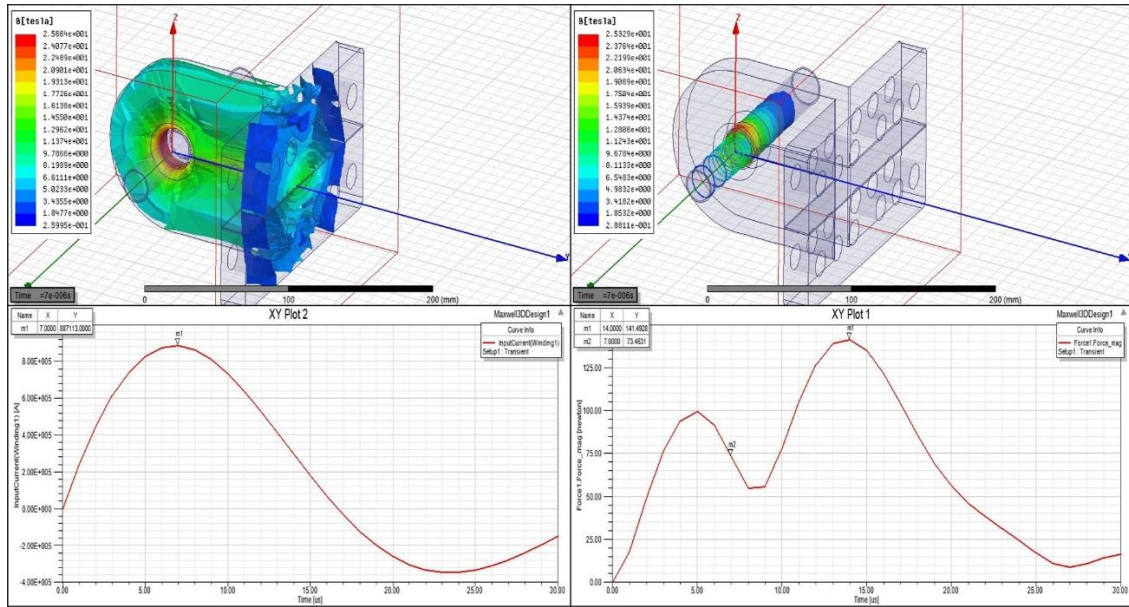 B[tesla]
2.5664e+001
2.4077e+001
2.2489e+001
2.0901e+001
1.9313e+001
1.7726e+001
1.6138e+001
1.4550e+001
1.2962e+001
1.1374e+001
9.7866e+000
8.1989e+000
6.6111e+000
5.0233e+000
3.4355e+000
1.8477e+000
2.5995e-001
Z
Time =7e-006s
0
100
200 (mm)
B[tesla]
2.5329e+001
2.3764e+001
2.2199e+001
2.0634e+001
1.9069e+001
1.7504e+001
1.5939e+001
1.4374e+001
1.2808e+001
1.1243e+001
9.6784e+000
8.1133e+000
6.5483e+000
4.9832e+000
3.4182e+000
1.8532e+000
Z
Time =7e-006s
0
100
200 (mm)
XY Plot 2
Maxwell3DDesign1
Name X Y
m1 7.0000 887113.0000
Curve Info
InputCurrent(Winding1)
Setup1 : Transient
m1
InputCurrent(Winding1) [A]
8.00E+005
6.00E+005
4.00E+005
2.00E+005
0.00E+000
-2.00E+005
-4.00E+005
0.00 5.00 10.00 15.00 20.00 25.00 30.00
Time [us]
XY Plot 1
Maxwell3DDesign1
Name X Y
m1 14.0000 141.4928
m2 7.0000 73.4631
Curve Info
Force1.Force_mag
Setup1 : Transient
m1
m2
Force1.Force_mag [newton]
125.00
100.00
75.00
50.00
25.00
0.00
0.00 5.00 10.00 15.00 20.00 25.00 30.00
Time [us]